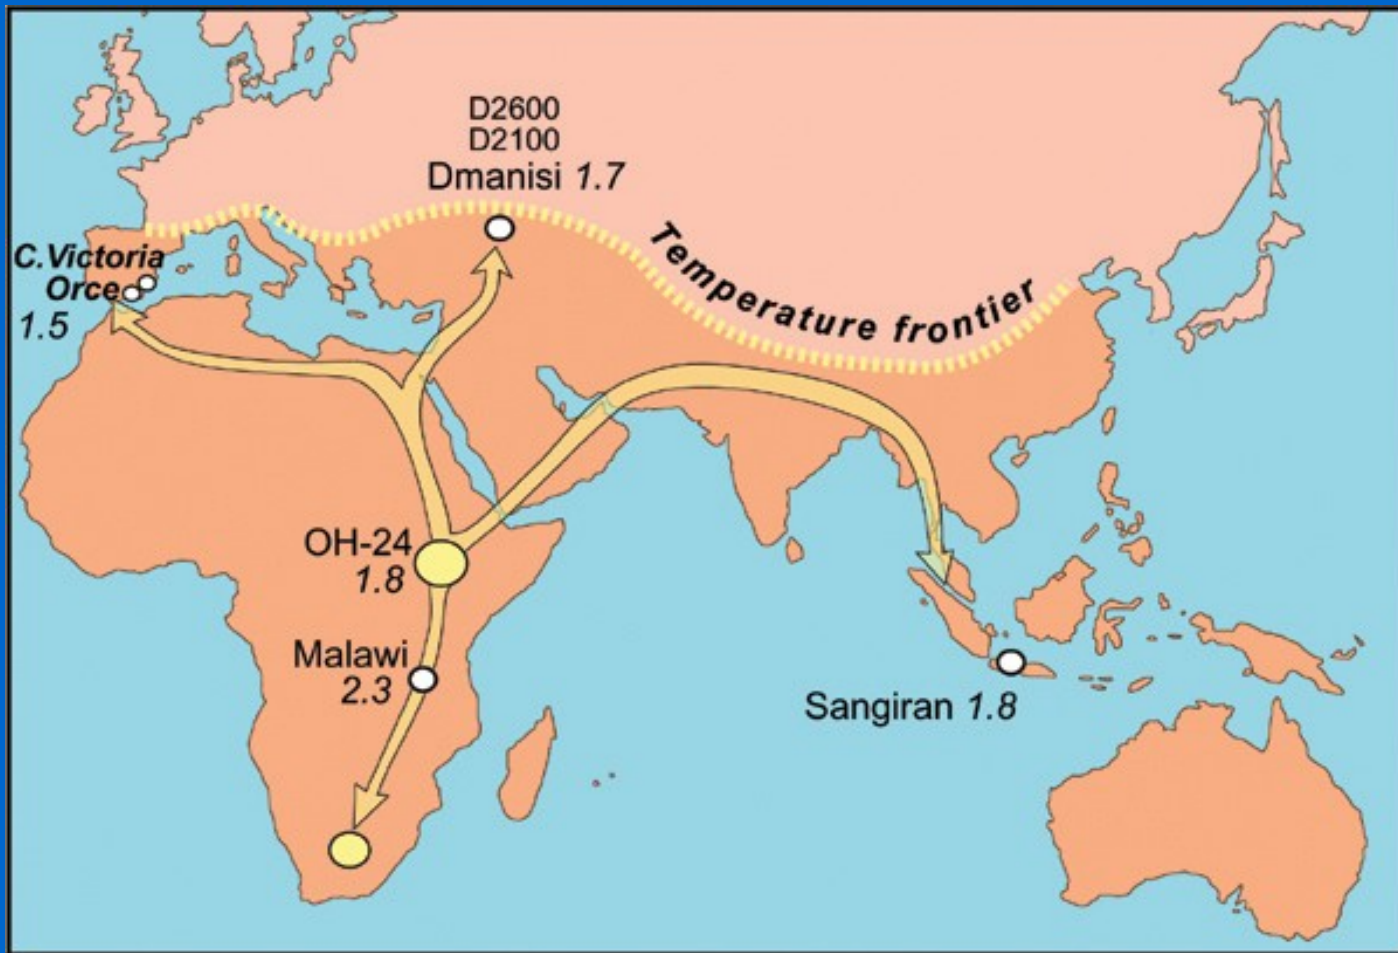 D2600
D2100
Dmanisi 1.7
Temperature frontier
C.Victoria
Orce
1.5
OH-24
1.8
Malawi
2.3
Sangiran 1.8